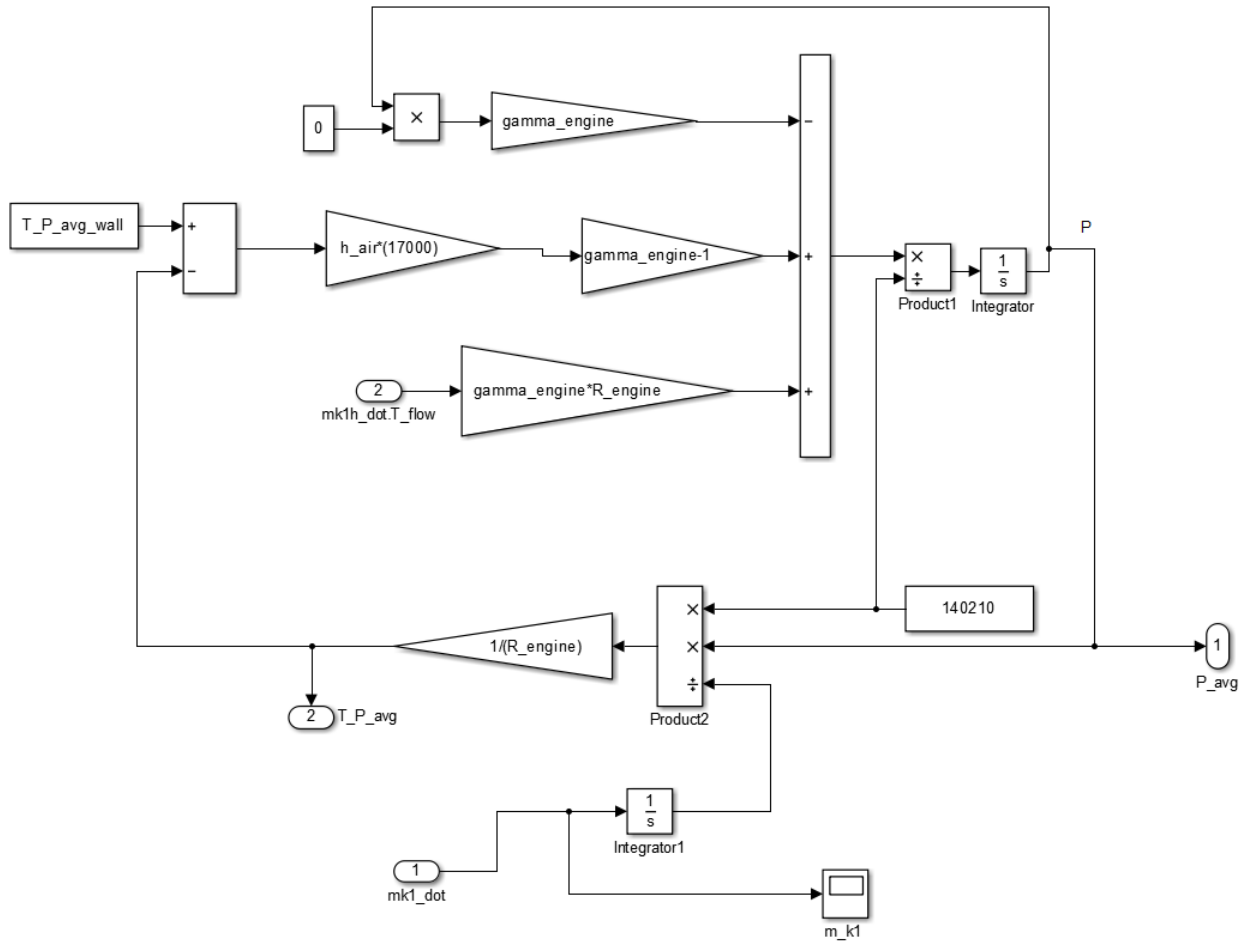 P
0
×
gamma_engine
−
T_P_avg_wall
+
−
h_air*(17000)
gamma_engine-1
+
×
÷
Product1
1
s
Integrator
2
mk1h_dot.T_flow
gamma_engine*R_engine
+
140210
×
×
÷
Product2
1/(R_engine)
1
P_avg
2
T_P_avg
1
s
Integrator1
1
mk1_dot
m_k1